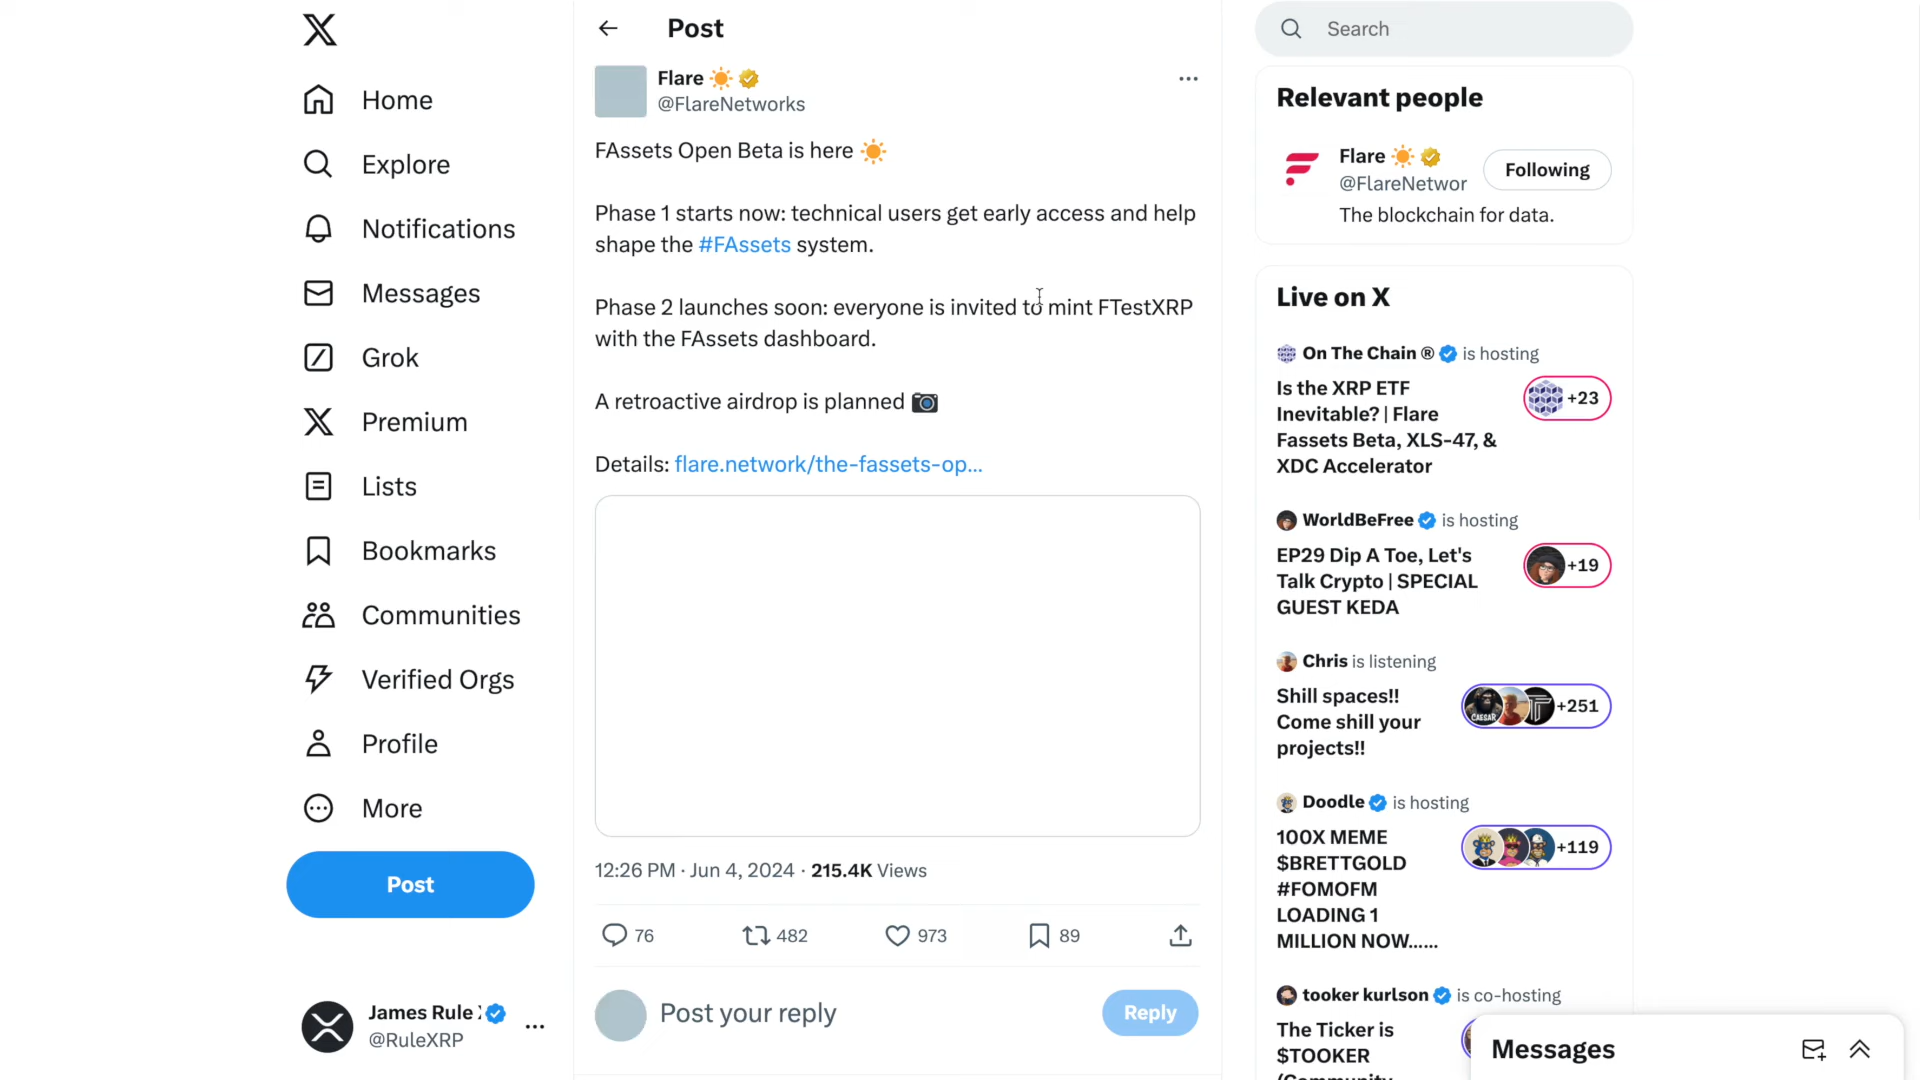 Home
Explore
Notifications
Messages
Grok
Premium
Lists
Bookmarks
Communities
Verified Orgs
Profile
More
Post
James Rule
@RuleXRP
Post
Flare
@FlareNetworks
FAssets Open Beta is here
Phase 1 starts now: technical users get early access and help
shape the #FAssets system.
Phase 2 launches soon: everyone is invited to mint FTestXRP
with the FAssets dashboard.
A retroactive airdrop is planned
Details: flare.network/the-fassets-op...
12:26 PM · Jun 4, 2024 · 215.4K Views
76 482 973 89
Post your reply
Reply
Search
Relevant people
Flare
@FlareNetwor
Following
The blockchain for data.
Live on X
On The Chain ® is hosting
Is the XRP ETF
Inevitable? | Flare
Fassets Beta, XLS-47, &
XDC Accelerator
+23
WorldBeFree is hosting
EP29 Dip A Toe, Let's
Talk Crypto | SPECIAL
GUEST KEDA
+19
Chris is listening
Shill spaces!!
Come shill your
projects!!
CAESAR
+251
Doodle is hosting
100X MEME
$BRETTGOLD
#FOMOFM
LOADING 1
MILLION NOW......
+119
tooker kurlson is co-hosting
The Ticker is
$TOOKER
(Community
Messages